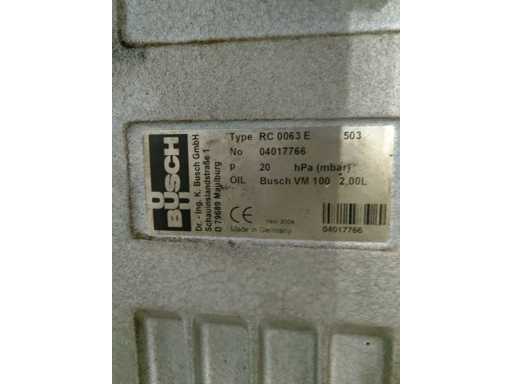 BUSCH
Dr. - Ing. K. Busch GmbH
Schauinslandstraße 1
D 79689 Maulburg
Type RC 0063 E 503
No 04017766
p 20 hPa (mbar)
OIL Busch VM 100 2,00L
CE
Made in Germany
04017766